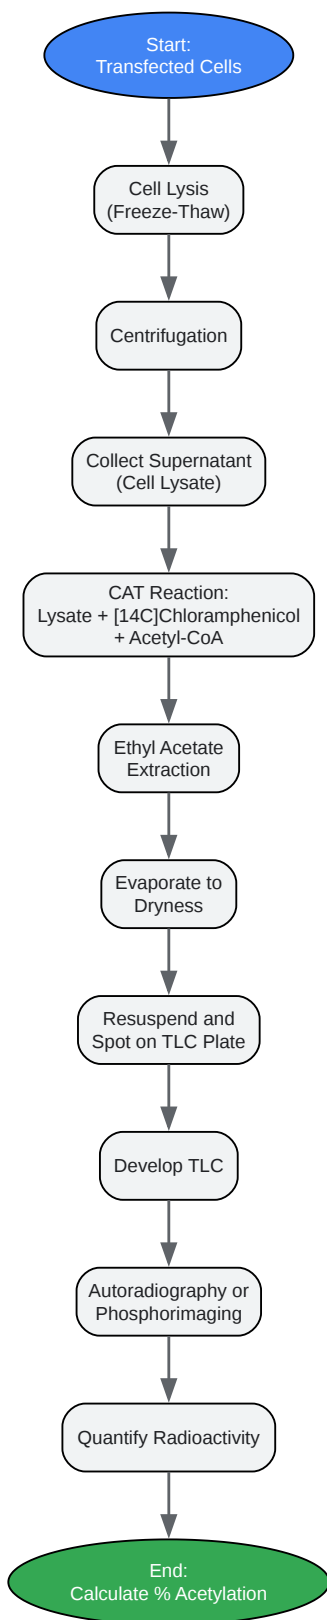 Start:
Transfected Cells
Cell Lysis
(Freeze-Thaw)
Centrifugation
Collect Supernatant
(Cell Lysate)
CAT Reaction:
Lysate + [14C]Chloramphenicol
+ Acetyl-CoA
Ethyl Acetate
Extraction
Evaporate to
Dryness
Resuspend and
Spot on TLC Plate
Develop TLC
Autoradiography or
Phosphorimaging
Quantify Radioactivity
End:
Calculate % Acetylation